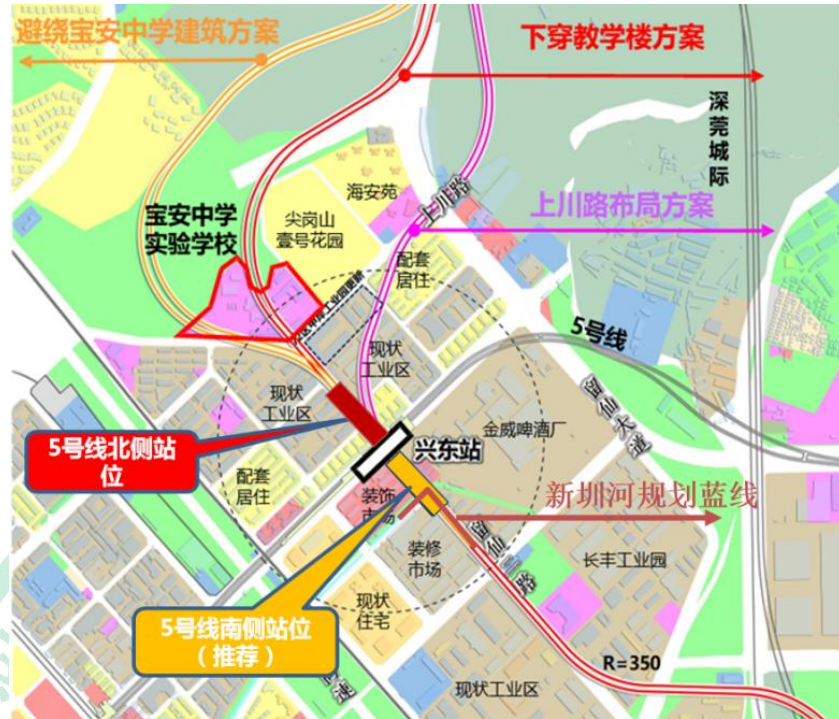 避绕宝安中学建筑方案
下穿教学楼方案
深莞城际
海安苑
上川路
上川路布局方案
宝安中学
实验学校
尖岗山
壹号花园
配套
居住
5号线
现状
工业区
现状
工业区
留仙大道
金威啤酒厂
5号线北侧站
位
兴东站
配套
居住
装饰
市场
新圳河规划蓝线
留仙二路
装修
市场
长丰工业园
现状
住宅
5号线南侧站位
（推荐）
速
R=350
现状工业区